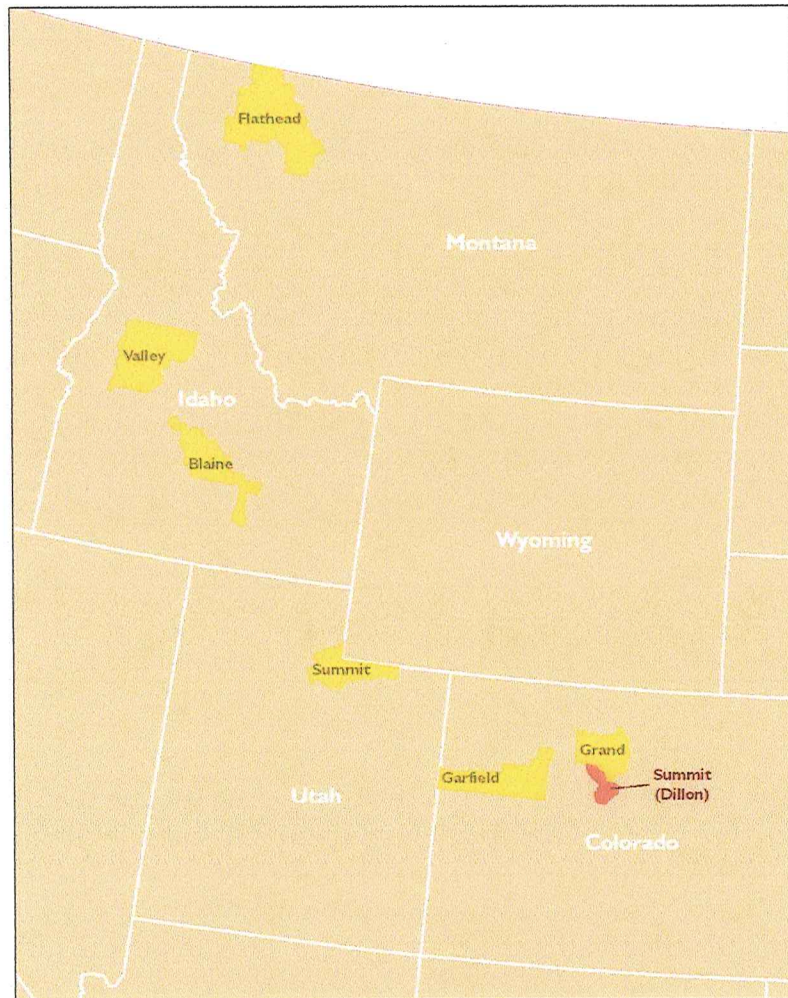 Flathead
Montana
Valley
Idaho
Blaine
Wyoming
Summit
Grand
Garfield
Summit
(Dillon)
Utah
Colorado